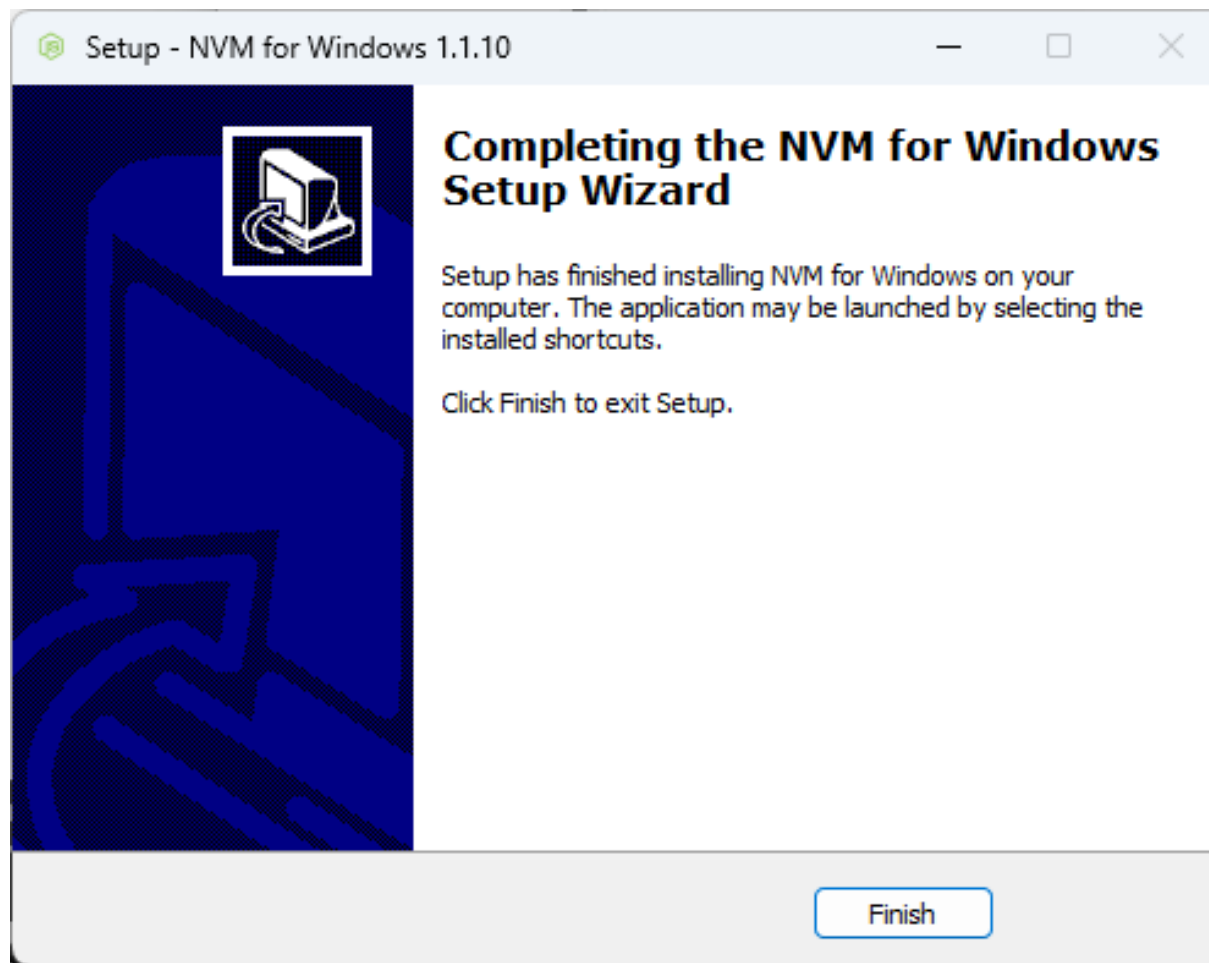 Setup - NVM for Windows 1.1.10
Completing the NVM for Windows
Setup Wizard
Setup has finished installing NVM for Windows on your
computer. The application may be launched by selecting the
installed shortcuts.
Click Finish to exit Setup.
Finish